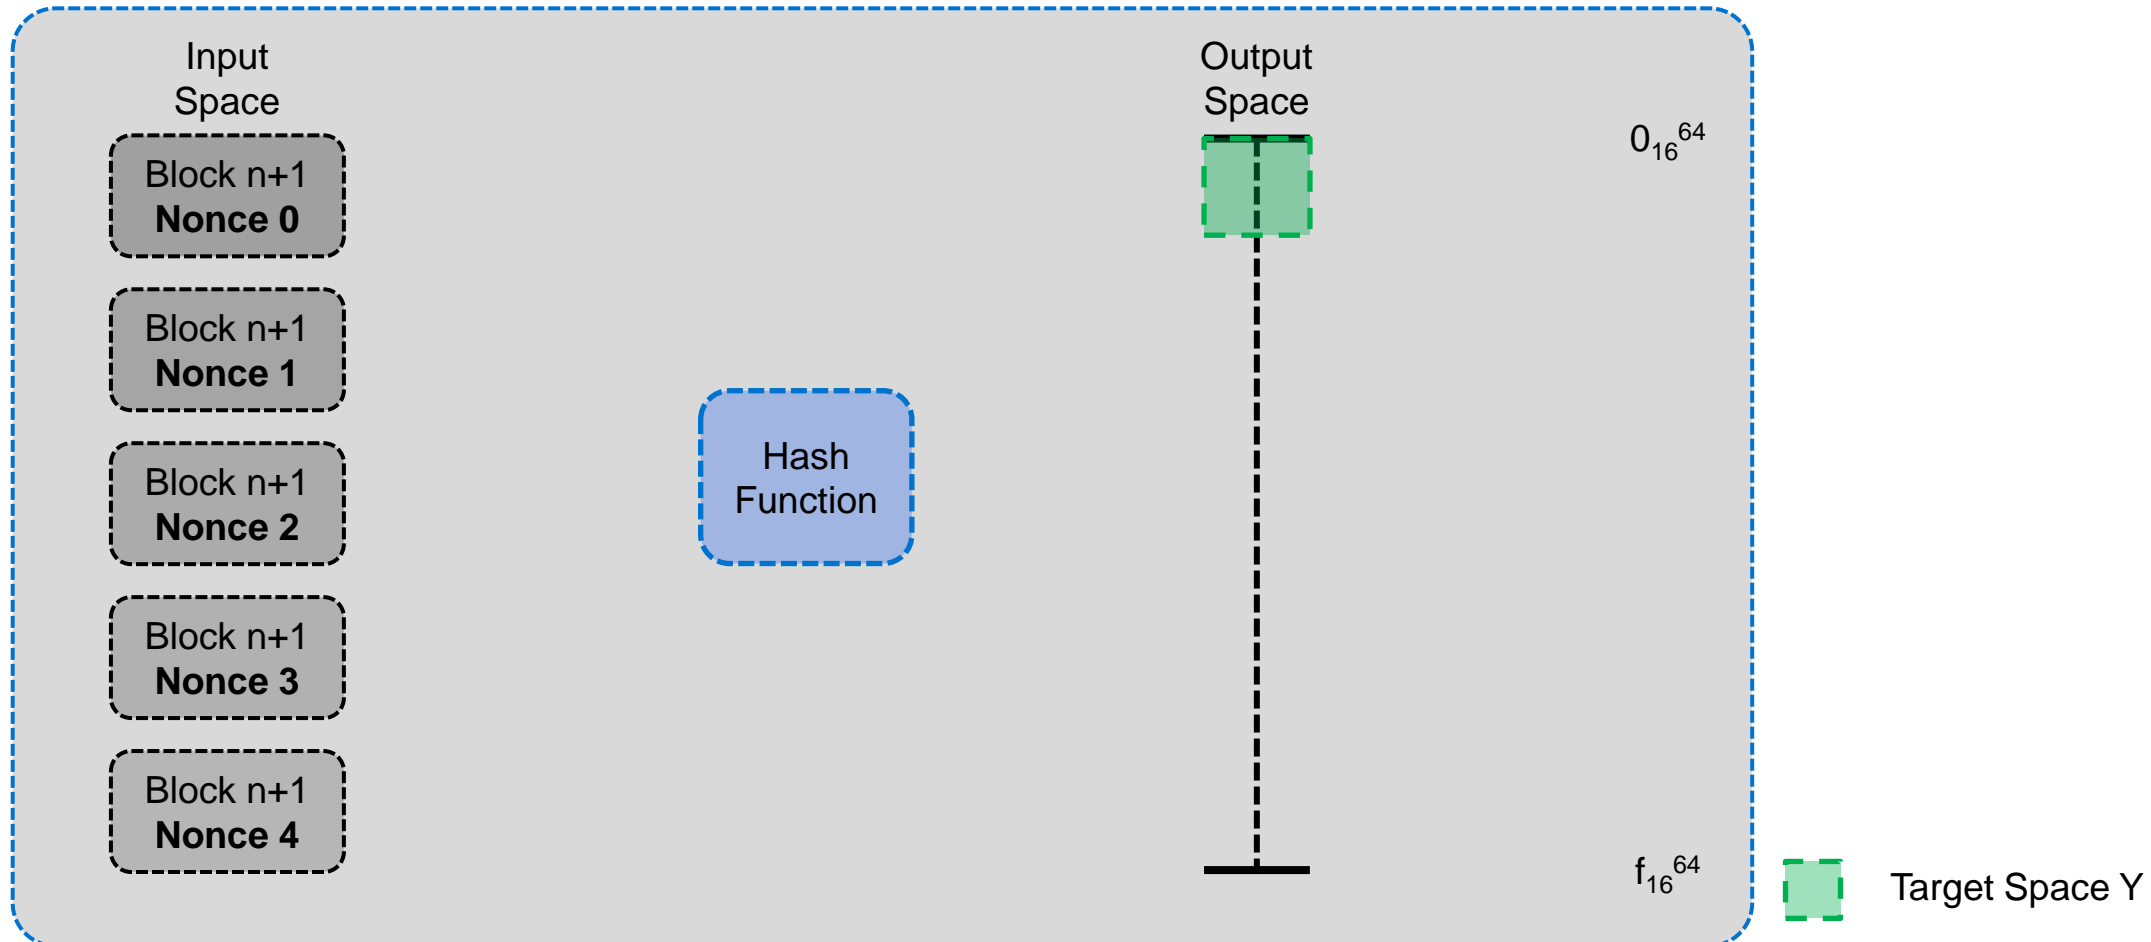 Input
Space
Block n+1
Nonce 0
Block n+1
Nonce 1
Block n+1
Nonce 2
Block n+1
Nonce 3
Block n+1
Nonce 4
Hash
Function
Output
Space
0₁₆⁶⁴
f₁₆⁶⁴
Target Space Y